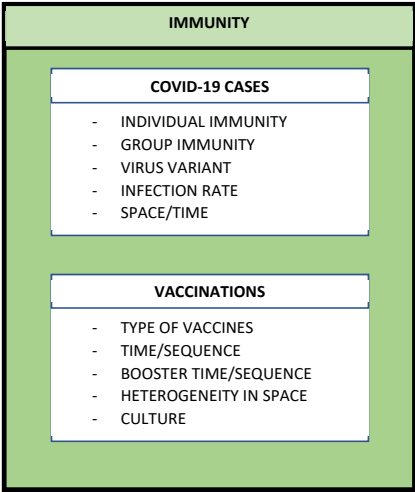 IMMUNITY
COVID-19 CASES
- INDIVIDUAL IMMUNITY
- GROUP IMMUNITY
- VIRUS VARIANT
- INFECTION RATE
- SPACE/TIME
VACCINATIONS
- TYPE OF VACCINES
- TIME/SEQUENCE
- BOOSTER TIME/SEQUENCE
- HETEROGENEITY IN SPACE
- CULTURE